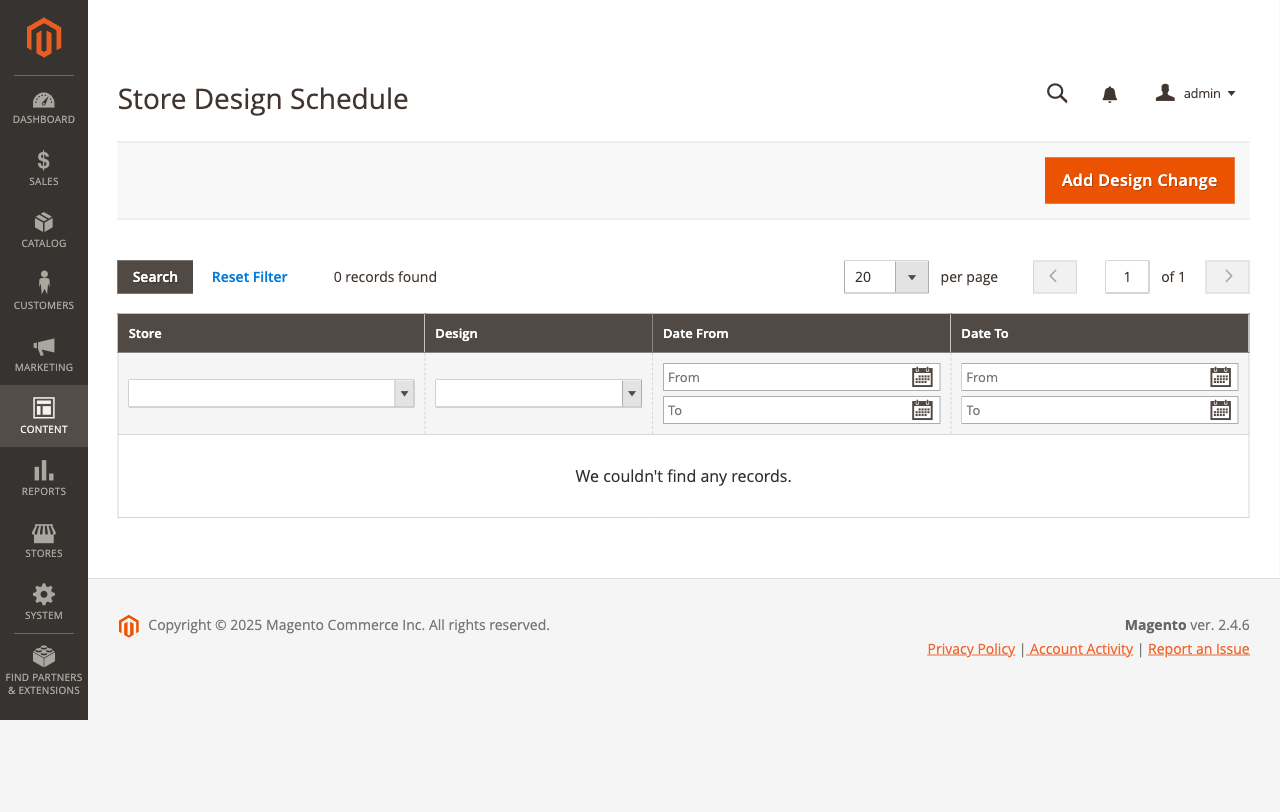 DASHBOARD
SALES
CATALOG
CUSTOMERS
MARKETING
CONTENT
REPORTS
STORES
SYSTEM
FIND PARTNERS
& EXTENSIONS
Store Design Schedule
admin
Add Design Change
Search Reset Filter 0 records found 20 per page 1 of 1
Store Design Date From Date To
From From
To To
We couldn't find any records.
Copyright © 2025 Magento Commerce Inc. All rights reserved. Magento ver. 2.4.6
Privacy Policy | Account Activity | Report an Issue